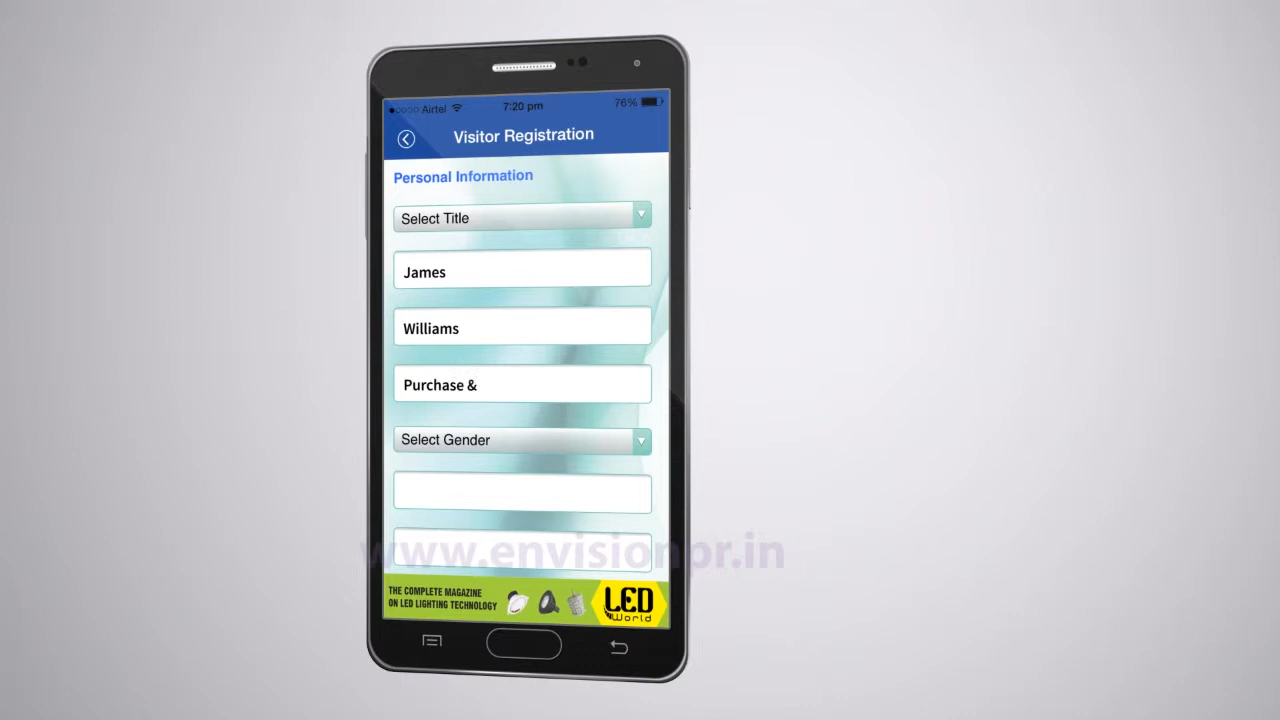 Airtel 7:20 pm 76%
Visitor Registration
Personal Information
Select Title
James
Williams
Purchase &
Select Gender
www.envisionpr.in
THE COMPLETE MAGAZINE
ON LED LIGHTING TECHNOLOGY
LED
World